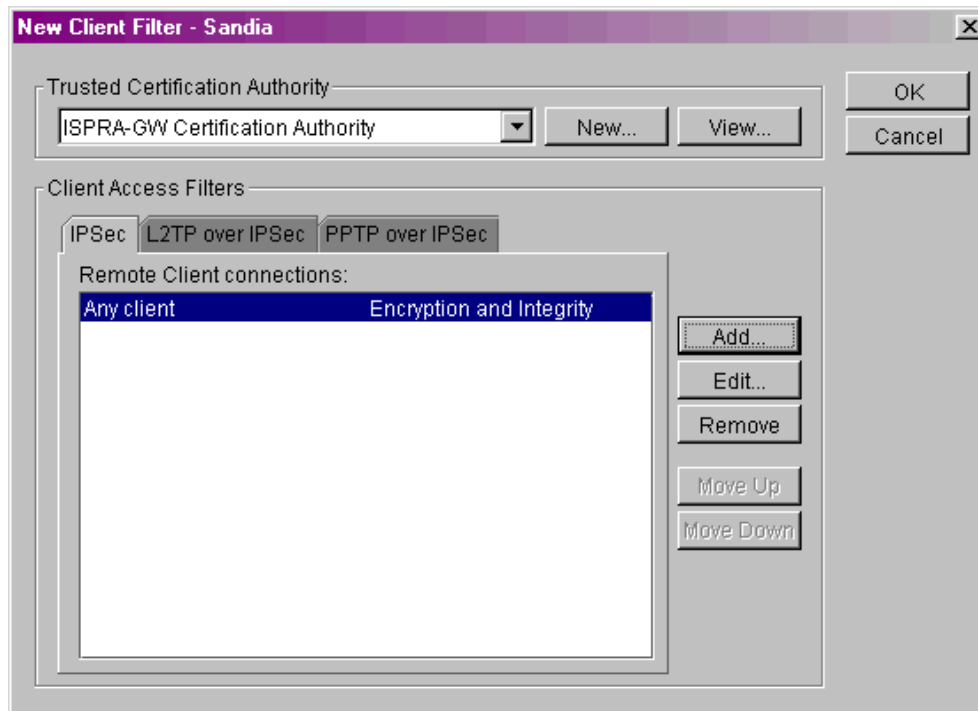 New Client Filter - Sandia
Trusted Certification Authority
ISPRA-GW Certification Authority
New...
View...
OK
Cancel
Client Access Filters
IPSec
L2TP over IPSec
PPTP over IPSec
Remote Client connections:
Any client Encryption and Integrity
Add...
Edit...
Remove
Move Up
Move Down